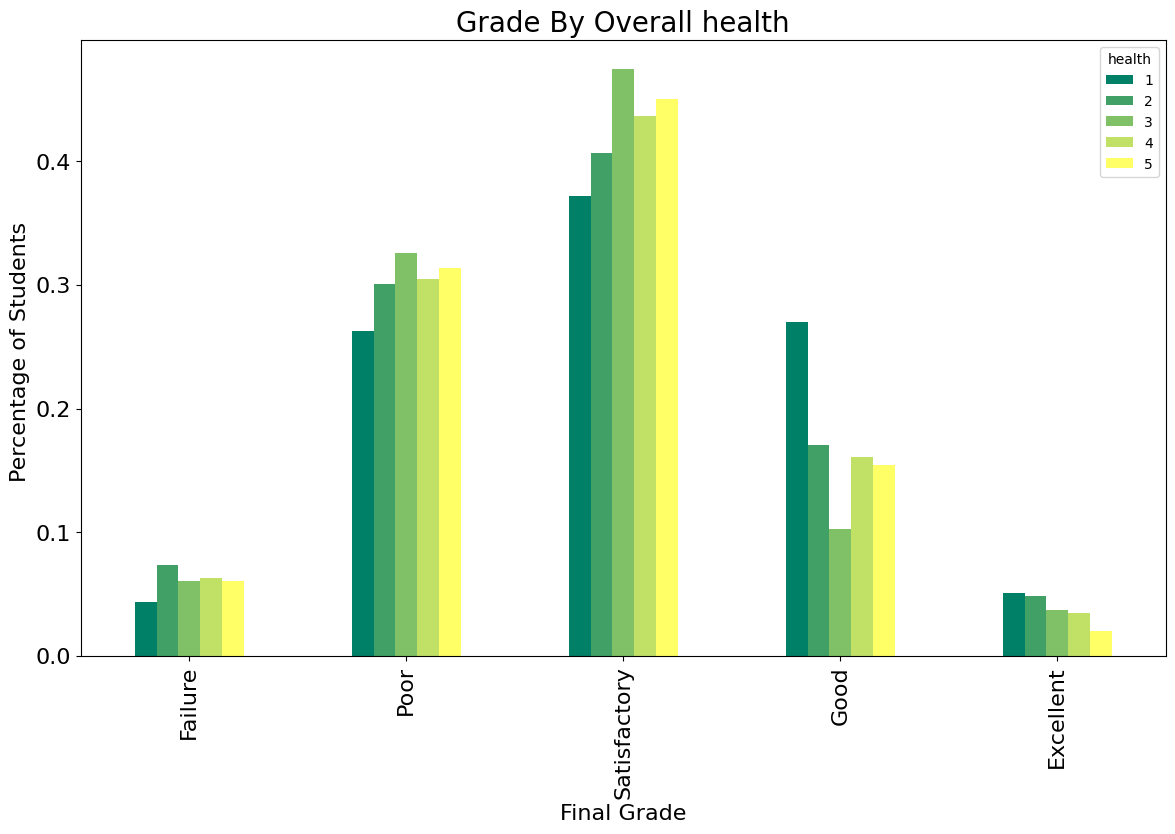 Grade By Overall health
health
1
2
3
4
5
Percentage of Students
0.4
0.3
0.2
0.1
0.0
Failure
Poor
Satisfactory
Good
Excellent
Final Grade